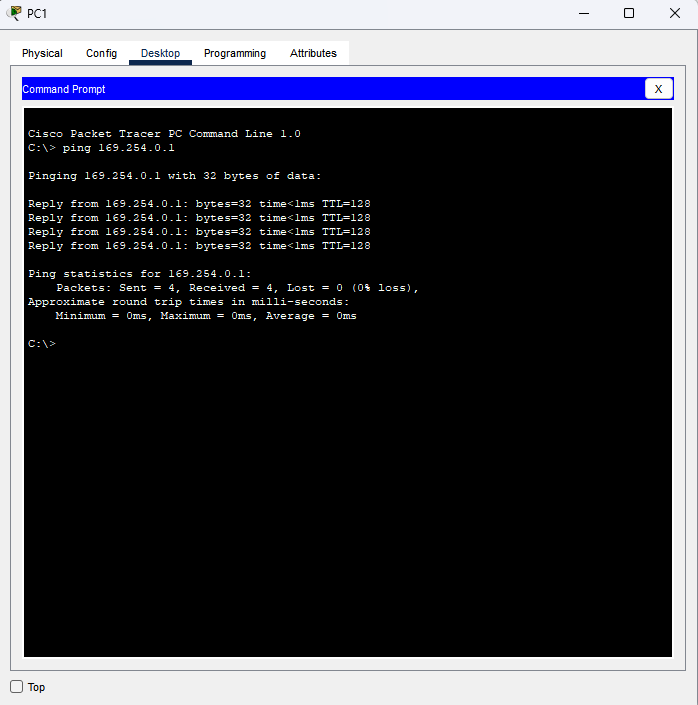 PC1
Physical Config Desktop Programming Attributes
Command Prompt X
Cisco Packet Tracer PC Command Line 1.0
C:\> ping 169.254.0.1
Pinging 169.254.0.1 with 32 bytes of data:
Reply from 169.254.0.1: bytes=32 time<1ms TTL=128
Reply from 169.254.0.1: bytes=32 time<1ms TTL=128
Reply from 169.254.0.1: bytes=32 time<1ms TTL=128
Reply from 169.254.0.1: bytes=32 time<1ms TTL=128
Ping statistics for 169.254.0.1:
    Packets: Sent = 4, Received = 4, Lost = 0 (0% loss),
Approximate round trip times in milli-seconds:
    Minimum = 0ms, Maximum = 0ms, Average = 0ms
C:\>
Top